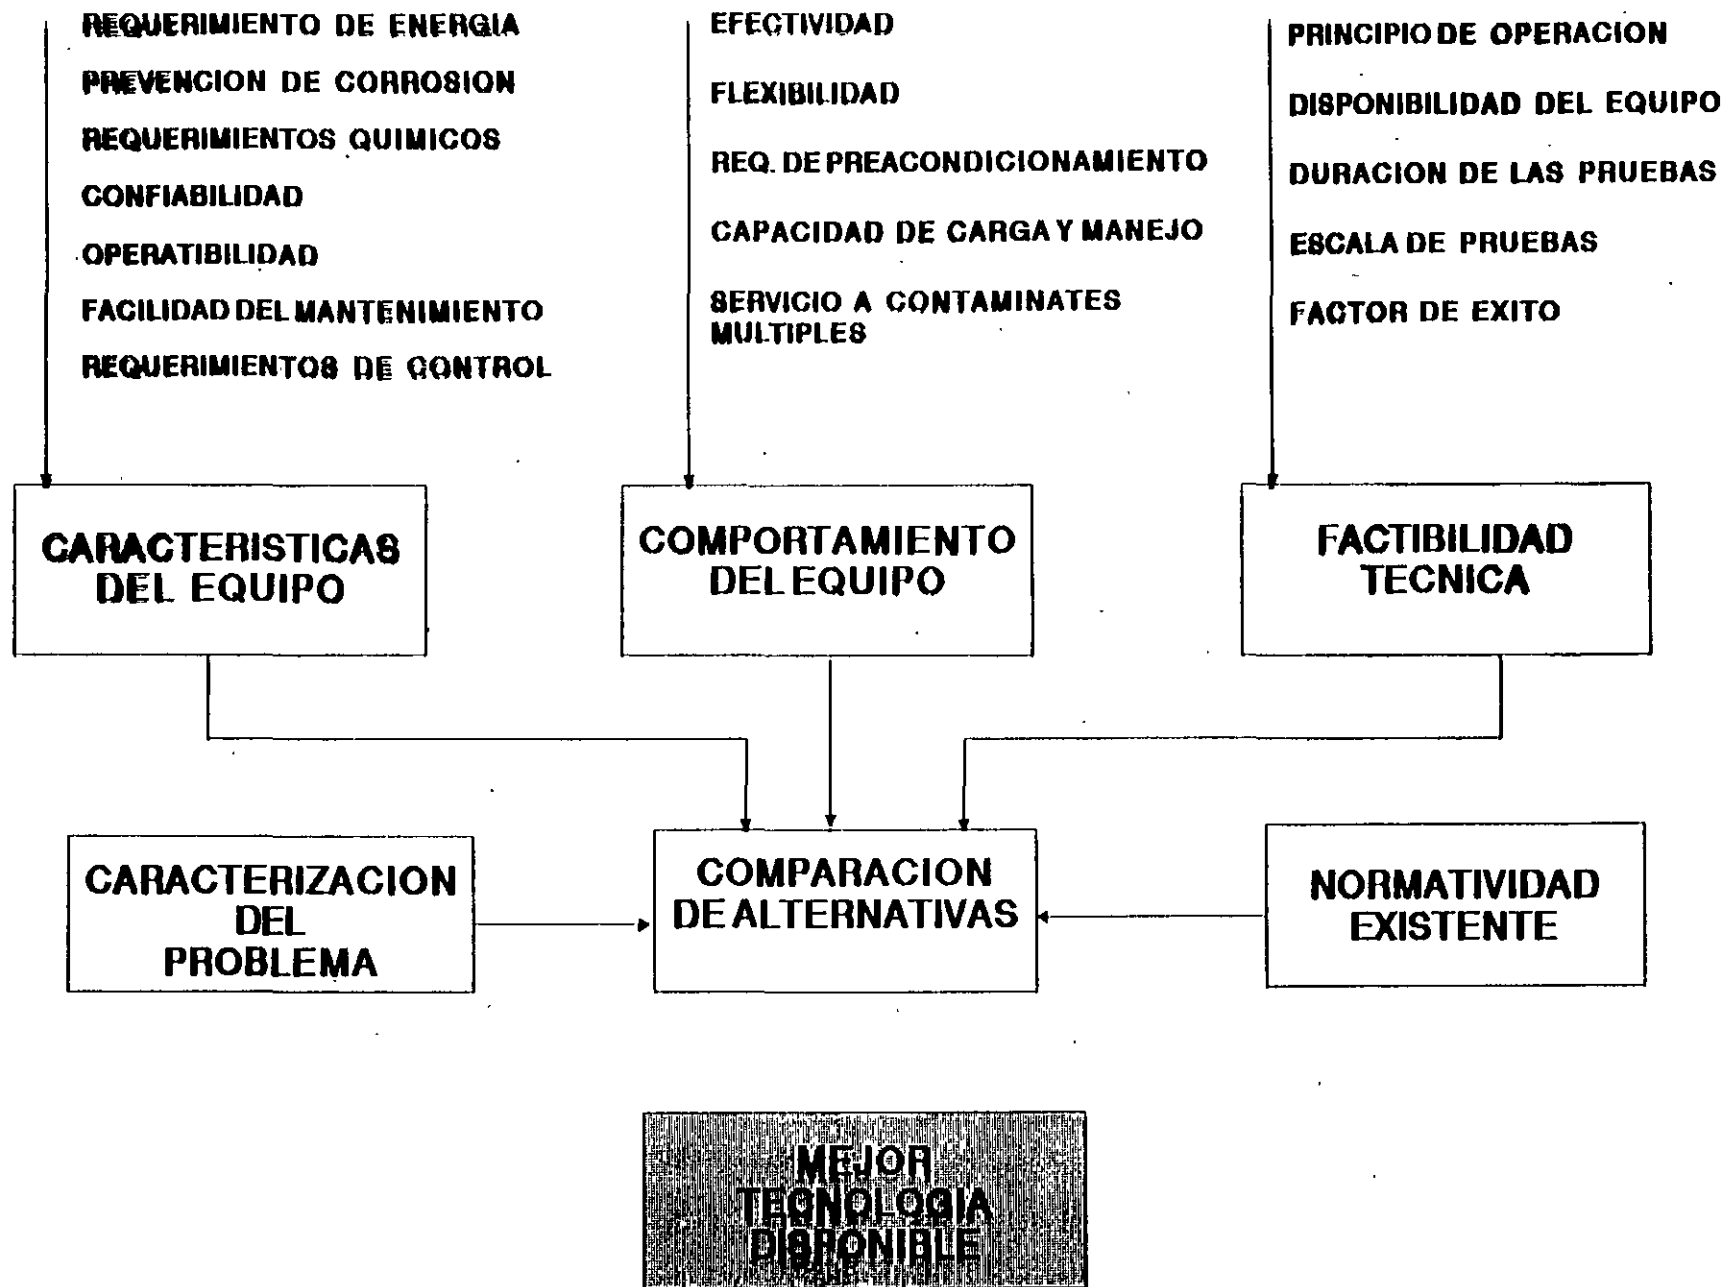 REQUERIMIENTO DE ENERGIA
PREVENCION DE CORROSION
REQUERIMIENTOS QUIMICOS
CONFIABILIDAD
OPERATIBILIDAD
FACILIDAD DEL MANTENIMIENTO
REQUERIMIENTOS DE CONTROL
EFECTIVIDAD
FLEXIBILIDAD
REQ. DE PREACONDICIONAMIENTO
CAPACIDAD DE CARGA Y MANEJO
SERVICIO A CONTAMINATES
MULTIPLES
PRINCIPIO DE OPERACION
DISPONIBILIDAD DEL EQUIPO
DURACION DE LAS PRUEBAS
ESCALA DE PRUEBAS
FACTOR DE EXITO
CARACTERISTICAS
DEL EQUIPO
COMPORTAMIENTO
DEL EQUIPO
FACTIBILIDAD
TECNICA
CARACTERIZACION
DEL
PROBLEMA
COMPARACION
DE ALTERNATIVAS
NORMATIVIDAD
EXISTENTE
MEJOR
TECNOLOGIA
DISPONIBLE